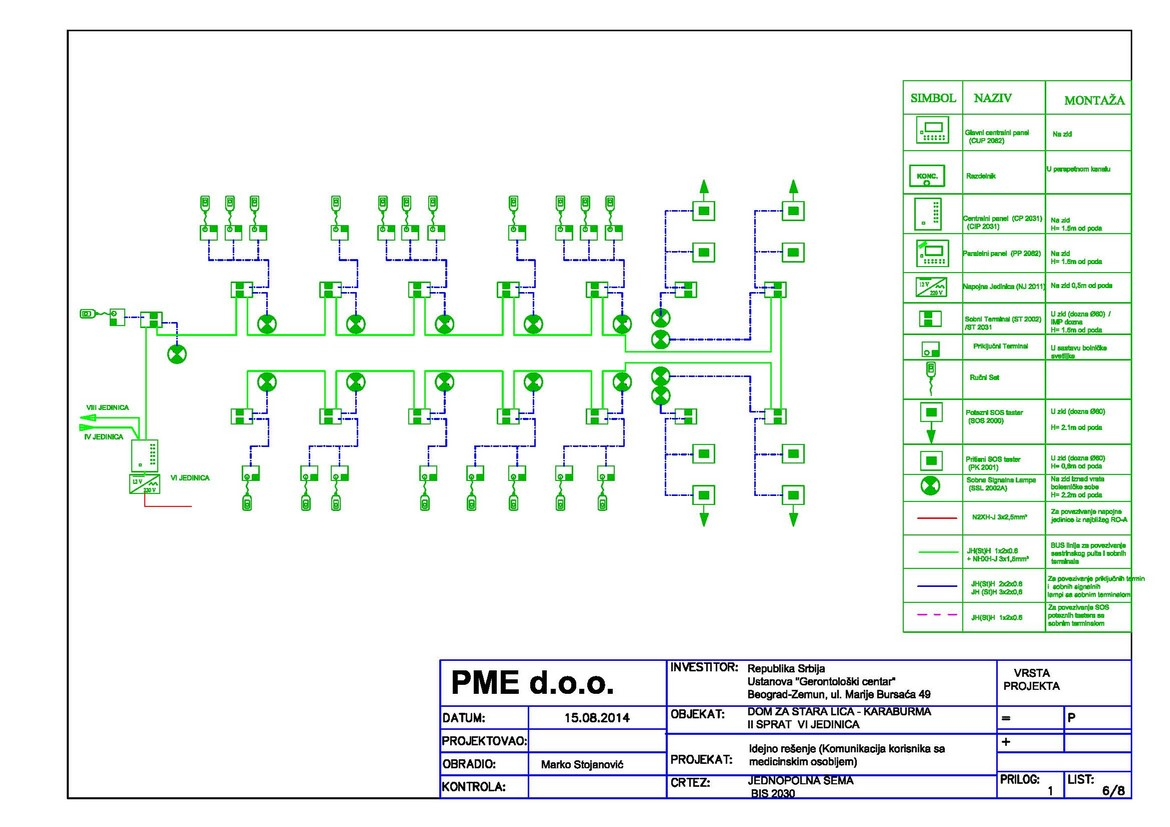 SIMBOL NAZIV MONTAŽA
Glavni centralni panel
(CUP 2062)
Na zid
KONC.
Razdelnik
U parapetnom kanalu
Centralni panel (CP 2031)
(CIP 2031)
Na zid
H= 1.5m od poda
Paralelni panel (PP 2062)
Na zid
H= 1.5m od poda
12 V
220 V
Napojna Jedinica (NJ 2011)
Na zid 0,5m od poda
Sobni Terminal (ST 2002)
/ST 2031
U zid (dozna Ø60) /
IMP dozna
H= 1.5m od poda
Priključni Terminal
U sastavu bolničke
svetiljke
Ručni Set
Potezni SOS taster
(SOS 2000)
U zid (dozna Ø60)
H= 2,1m od poda
Pritisni SOS taster
(PK 2001)
U zid (dozna Ø60)
H= 0,8m od poda
Sobna Signalna Lampa
(SSL 2002A)
Na zid iznad vrata
bolesničke sobe
H= 2.2m od poda
N2XH-J 3x2,5mm²
Za povezivanje napojne
jedinice iz najbližeg RO-A
JH(St)H 1x2x0.6
+ NHXH-J 3x1,5mm²
BUS linija za povezivanje
sestrinskog pulta i sobnih
terminala
JH(St)H 2x2x0.6
JH (St)H 3x2x0,6
Za povezivanje priključnih termin
i sobnih signalnih
lampi sa sobnim terminalom
JH(St)H 1x2x0.6
Za povezivanje SOS
poteznih tastera sa
sobnim terminalom
VIII JEDINICA
IV JEDINICA
12 V
220 V
VI JEDINICA
PME d.o.o.
INVESTITOR: Republika Srbija
Ustanova "Gerontološki centar"
Beograd-Zemun, ul. Marije Bursaća 49
VRSTA
PROJEKTA
DATUM: 15.08.2014
OBJEKAT: DOM ZA STARA LICA - KARABURMA
II SPRAT VI JEDINICA
= P
PROJEKTOVAO:
+
OBRADIO: Marko Stojanović
PROJEKAT: Idejno rešenje (Komunikacija korisnika sa
medicinskim osobljem)
KONTROLA:
CRTEZ: JEDNOPOLNA SEMA
BIS 2030
PRILOG: 1
LIST: 6/8